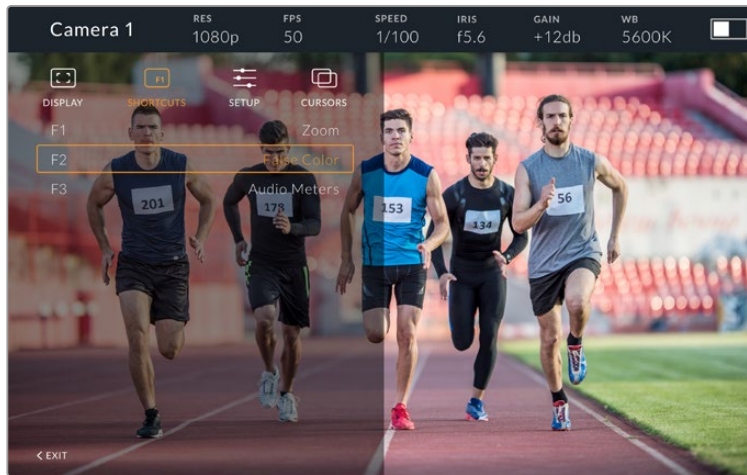 Camera 1
RES
1080p
FPS
50
SPEED
1/100
IRIS
f5.6
GAIN
+12db
WB
5600K
F1
DISPLAY
SHORTCUTS
SETUP
CURSORS
F1 Zoom
F2 False Color
F3 Audio Meters
201
178
153
134
56
< EXIT